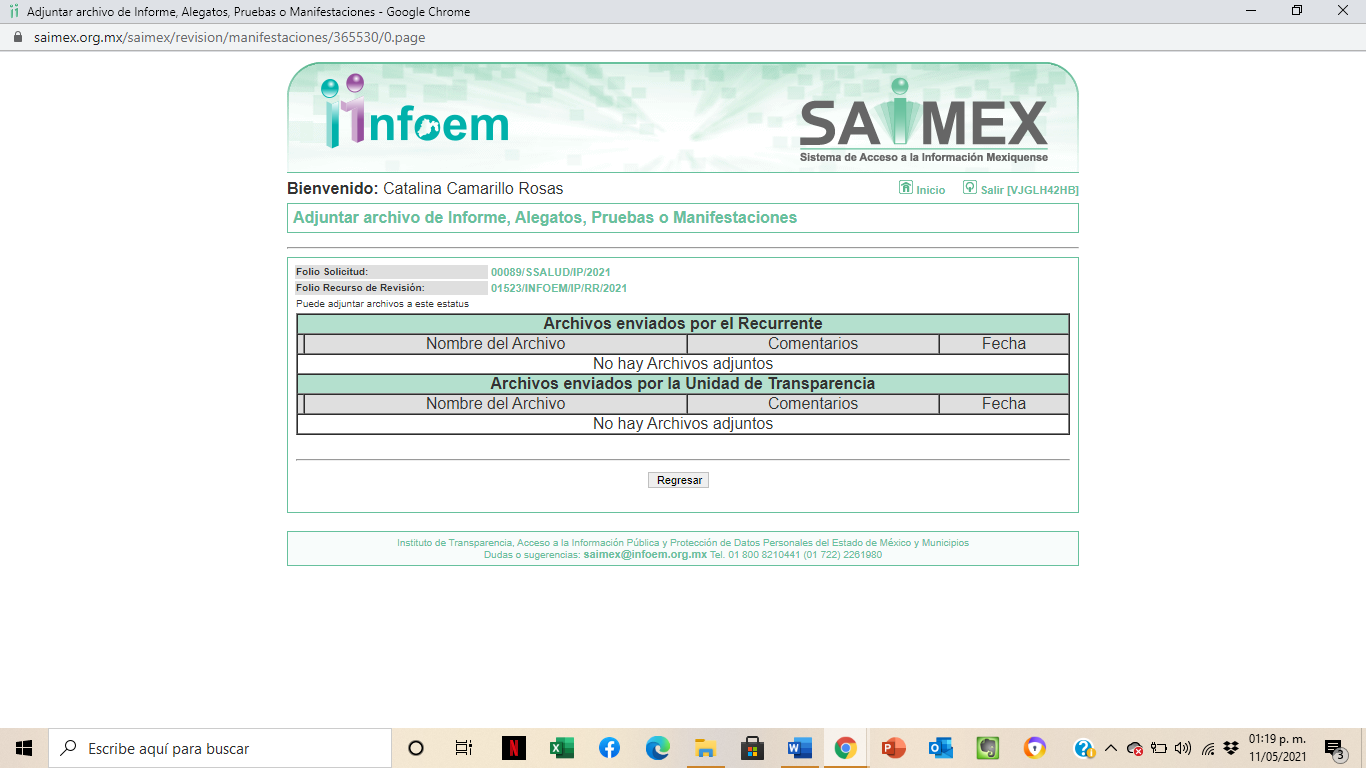 Adjuntar archivo de Informe, Alegatos, Pruebas o Manifestaciones - Google Chrome
saimex.org.mx/saimex/revision/manifestaciones/365530/0.page
infoem
SAIMEX
Sistema de Acceso a la Información Mexiquense
Bienvenido: Catalina Camarillo Rosas
Inicio Salir [VJGLH42HB]
Adjuntar archivo de Informe, Alegatos, Pruebas o Manifestaciones
Folio Solicitud: 00089/SSALUD/IP/2021
Folio Recurso de Revisión: 01523/INFOEM/IP/RR/2021
Puede adjuntar archivos a este estatus
Archivos enviados por el Recurrente
Nombre del Archivo Comentarios Fecha
No hay Archivos adjuntos
Archivos enviados por la Unidad de Transparencia
Nombre del Archivo Comentarios Fecha
No hay Archivos adjuntos
Regresar
Instituto de Transparencia, Acceso a la Información Pública y Protección de Datos Personales del Estado de México y Municipios
Dudas o sugerencias: saimex@infoem.org.mx Tel. 01 800 8210441 (01 722) 2261980
Escribe aquí para buscar
01:19 p. m.
11/05/2021
3